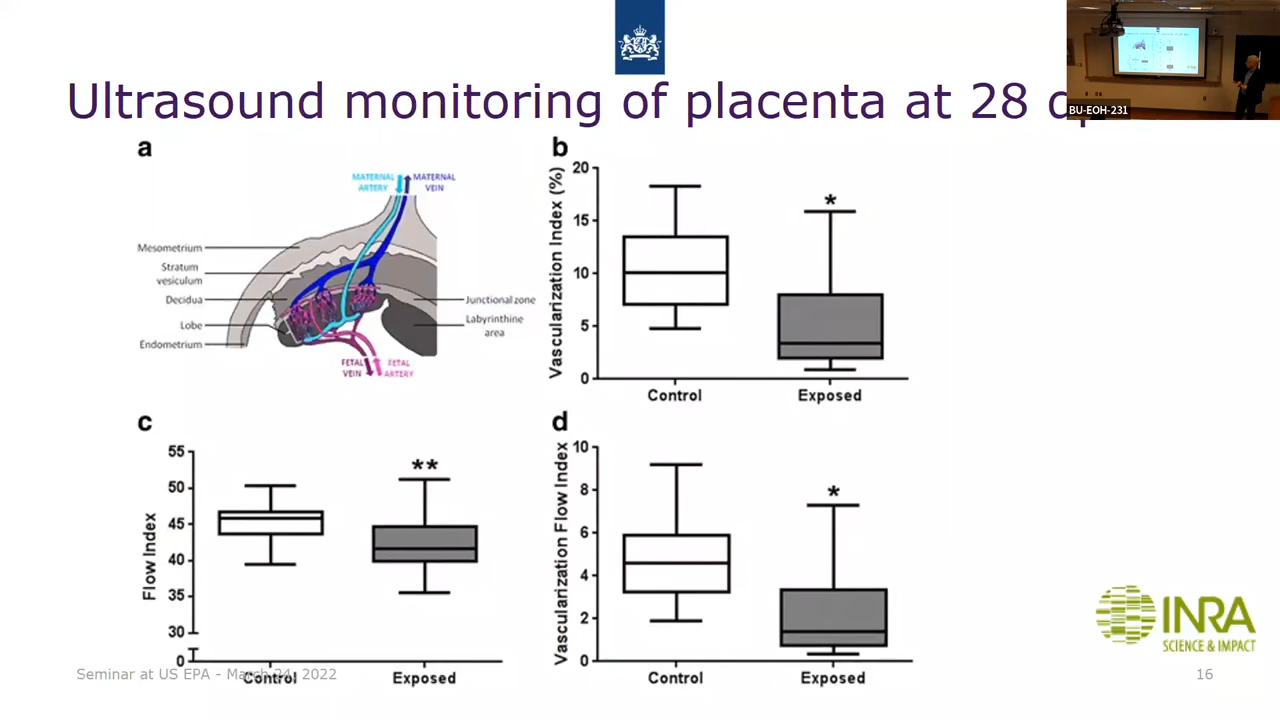 Ultrasound monitoring of placenta at 28
BU-EOH-231
a
MATERNAL ARTERY
MATERNAL VEIN
Mesometrium
Stratum vesiculum
Decidua
Lobe
Endometrium
Junctional zone
Labyrinthine area
FETAL VEIN
FETAL ARTERY
b
Vascularization Index (%)
20
15
10
5
0
*
Control
Exposed
c
Flow Index
55
50
45
40
35
30
0
**
Control
Exposed
d
Vascularization Flow Index
10
8
6
4
2
0
*
Control
Exposed
INRA
SCIENCE & IMPACT
Seminar at US EPA - March 24, 2022
16